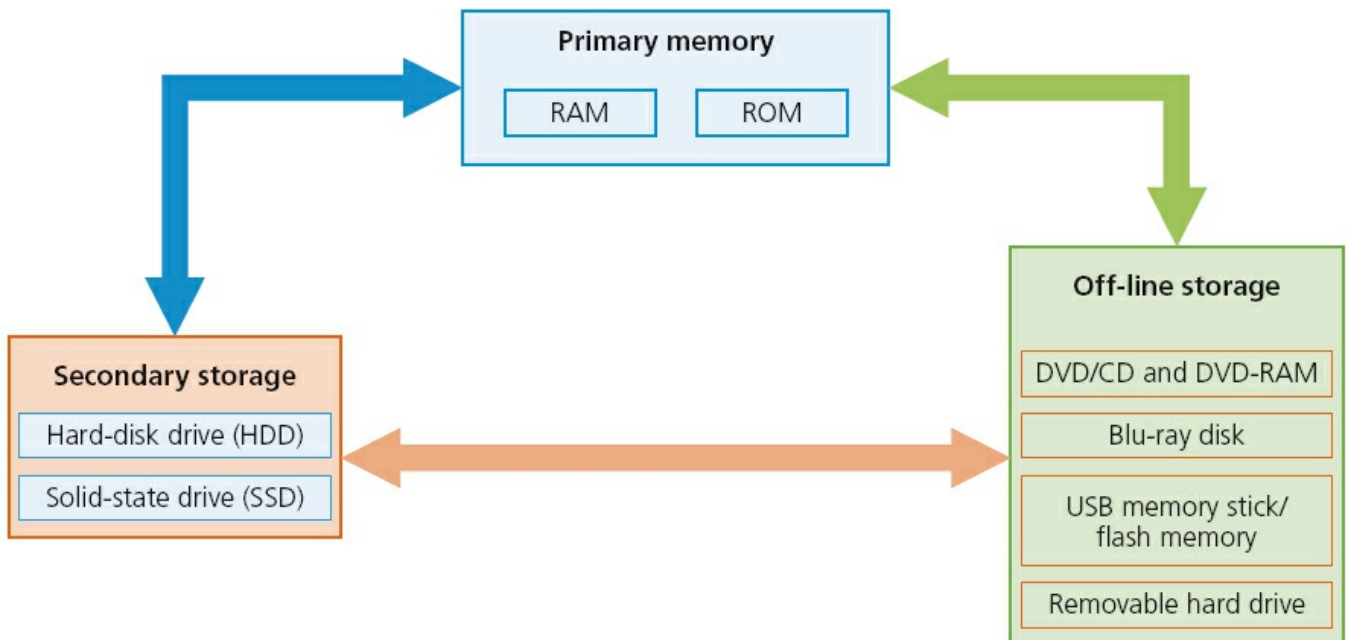 Primary memory
RAM
ROM
Secondary storage
Hard-disk drive (HDD)
Solid-state drive (SSD)
Off-line storage
DVD/CD and DVD-RAM
Blu-ray disk
USB memory stick/
flash memory
Removable hard drive